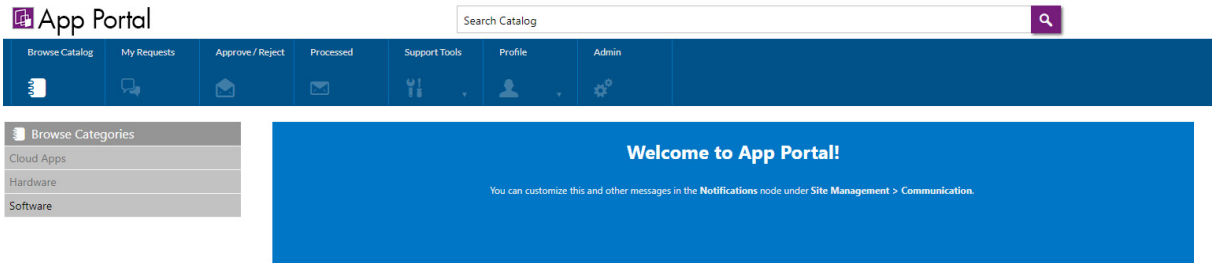 App Portal
Search Catalog
Browse Catalog My Requests Approve / Reject Processed Support Tools Profile Admin
Browse Categories
Cloud Apps
Hardware
Software
Welcome to App Portal!
You can customize this and other messages in the Notifications node under Site Management > Communication.